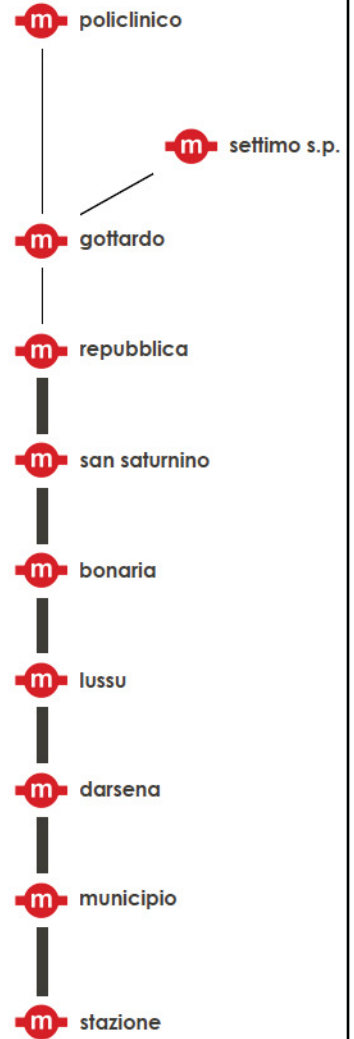 m policlinico
m settimo s.p.
m gottardo
m repubblica
m san saturnino
m bonaria
m lussu
m darsena
m municipio
m stazione